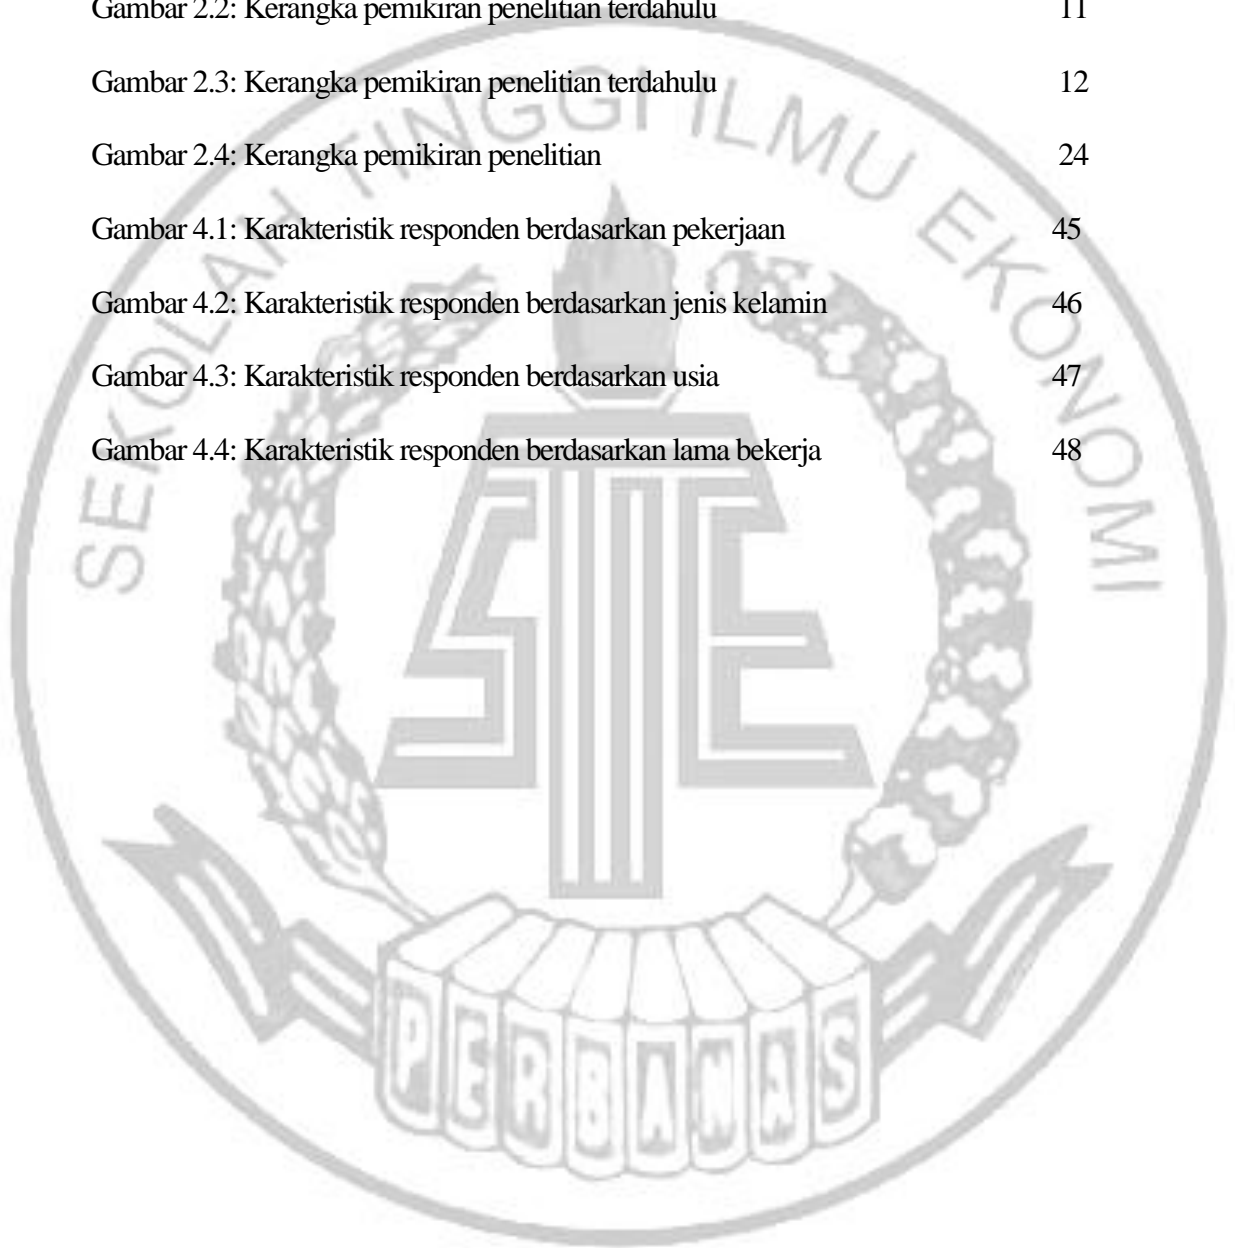 Gambar 2.2: Kerangka pemikiran penelitian terdahulu 11
Gambar 2.3: Kerangka pemikiran penelitian terdahulu 12
Gambar 2.4: Kerangka pemikiran penelitian 24
Gambar 4.1: Karakteristik responden berdasarkan pekerjaan 45
Gambar 4.2: Karakteristik responden berdasarkan jenis kelamin 46
Gambar 4.3: Karakteristik responden berdasarkan usia 47
Gambar 4.4: Karakteristik responden berdasarkan lama bekerja 48
SEKOLAH TINGGI ILMU EKONOMI
STIE
PERBANAS